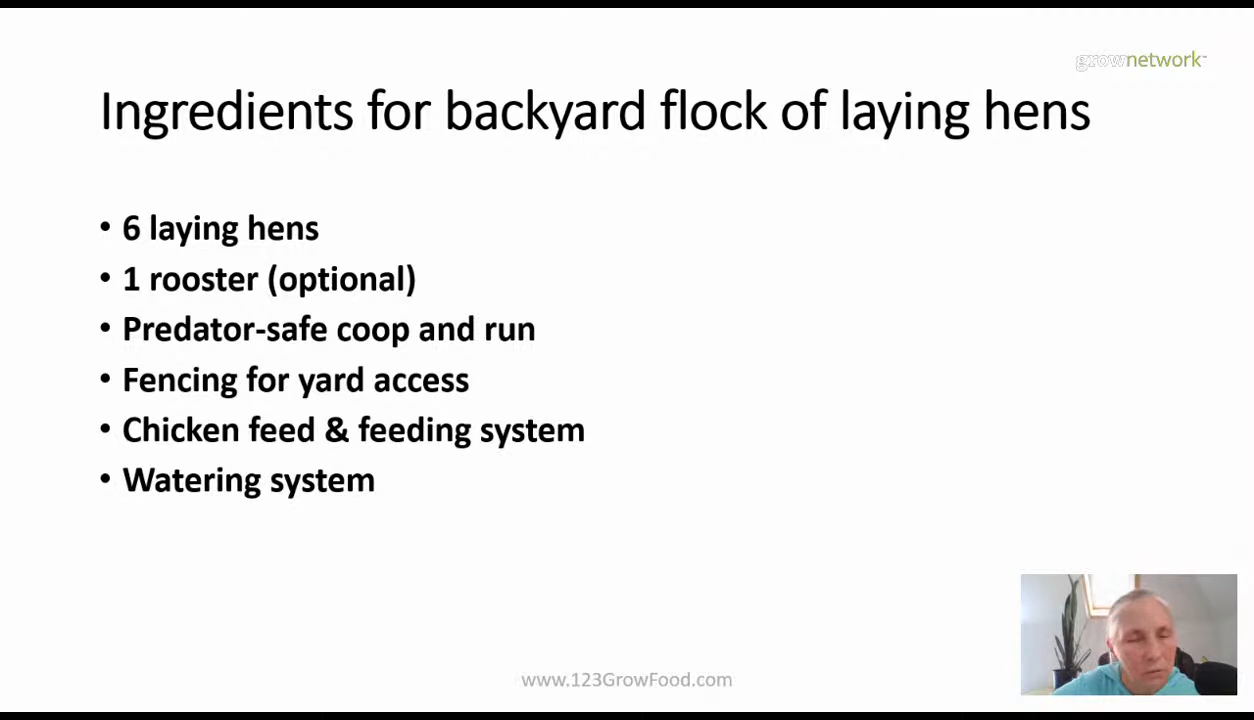 grownetwork™
Ingredients for backyard flock of laying hens
• 6 laying hens
• 1 rooster (optional)
• Predator-safe coop and run
• Fencing for yard access
• Chicken feed & feeding system
• Watering system
www.123GrowFood.com